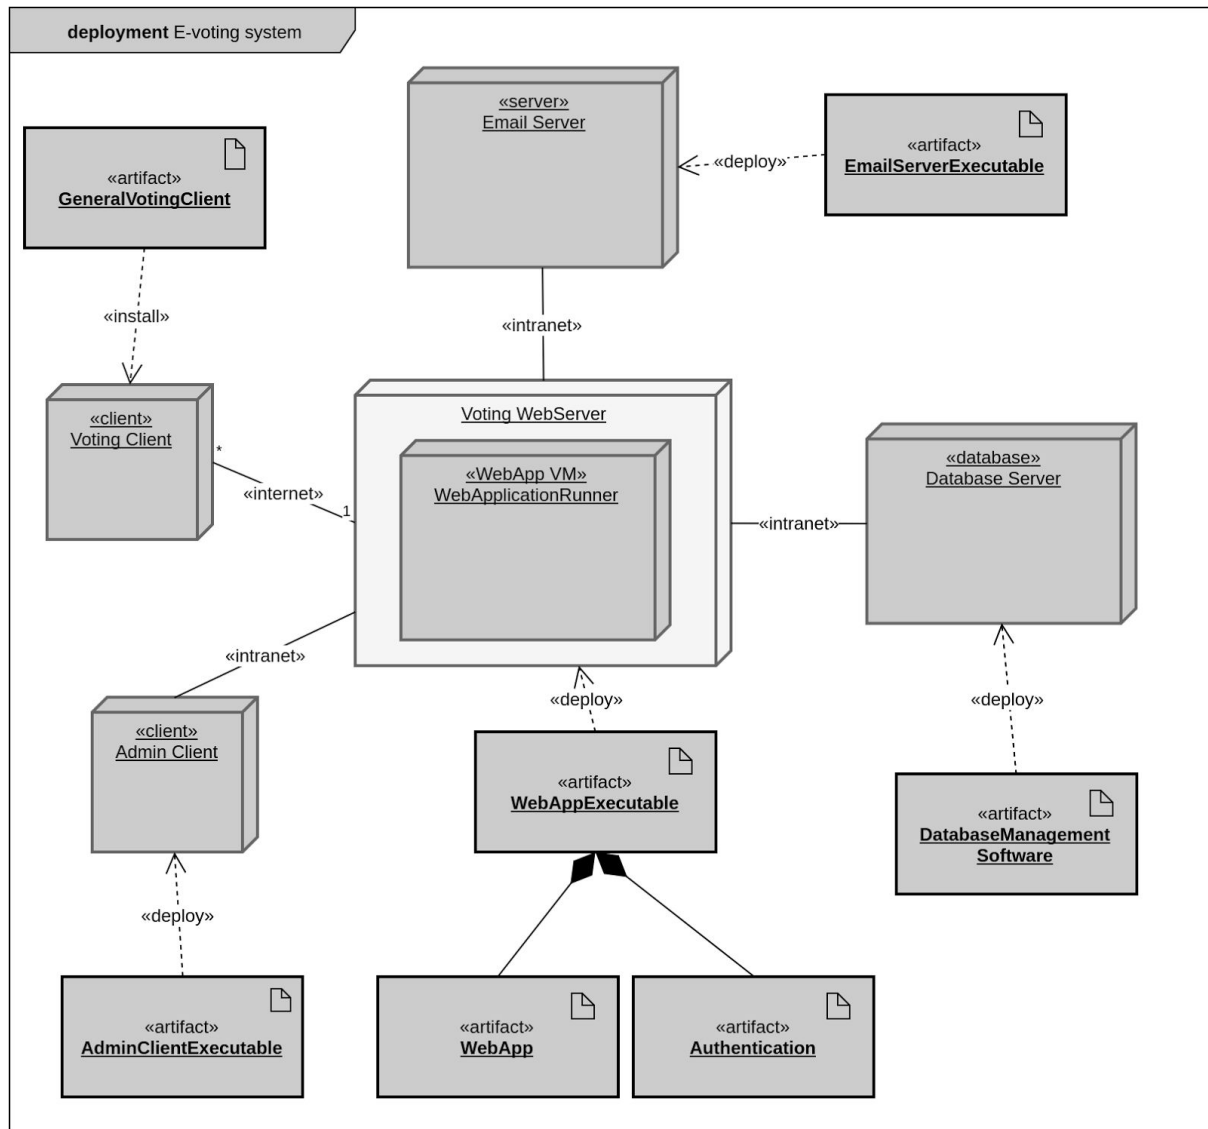 deployment E-voting system
«server»
Email Server
«artifact»
EmailServerExecutable
«deploy»
«artifact»
GeneralVotingClient
«install»
«intranet»
«client»
Voting Client
*
«internet»
1
Voting WebServer
«WebApp VM»
WebApplicationRunner
«intranet»
«database»
Database Server
«intranet»
«client»
Admin Client
«deploy»
«artifact»
WebAppExecutable
«deploy»
«artifact»
DatabaseManagement
Software
«deploy»
«artifact»
AdminClientExecutable
«artifact»
WebApp
«artifact»
Authentication